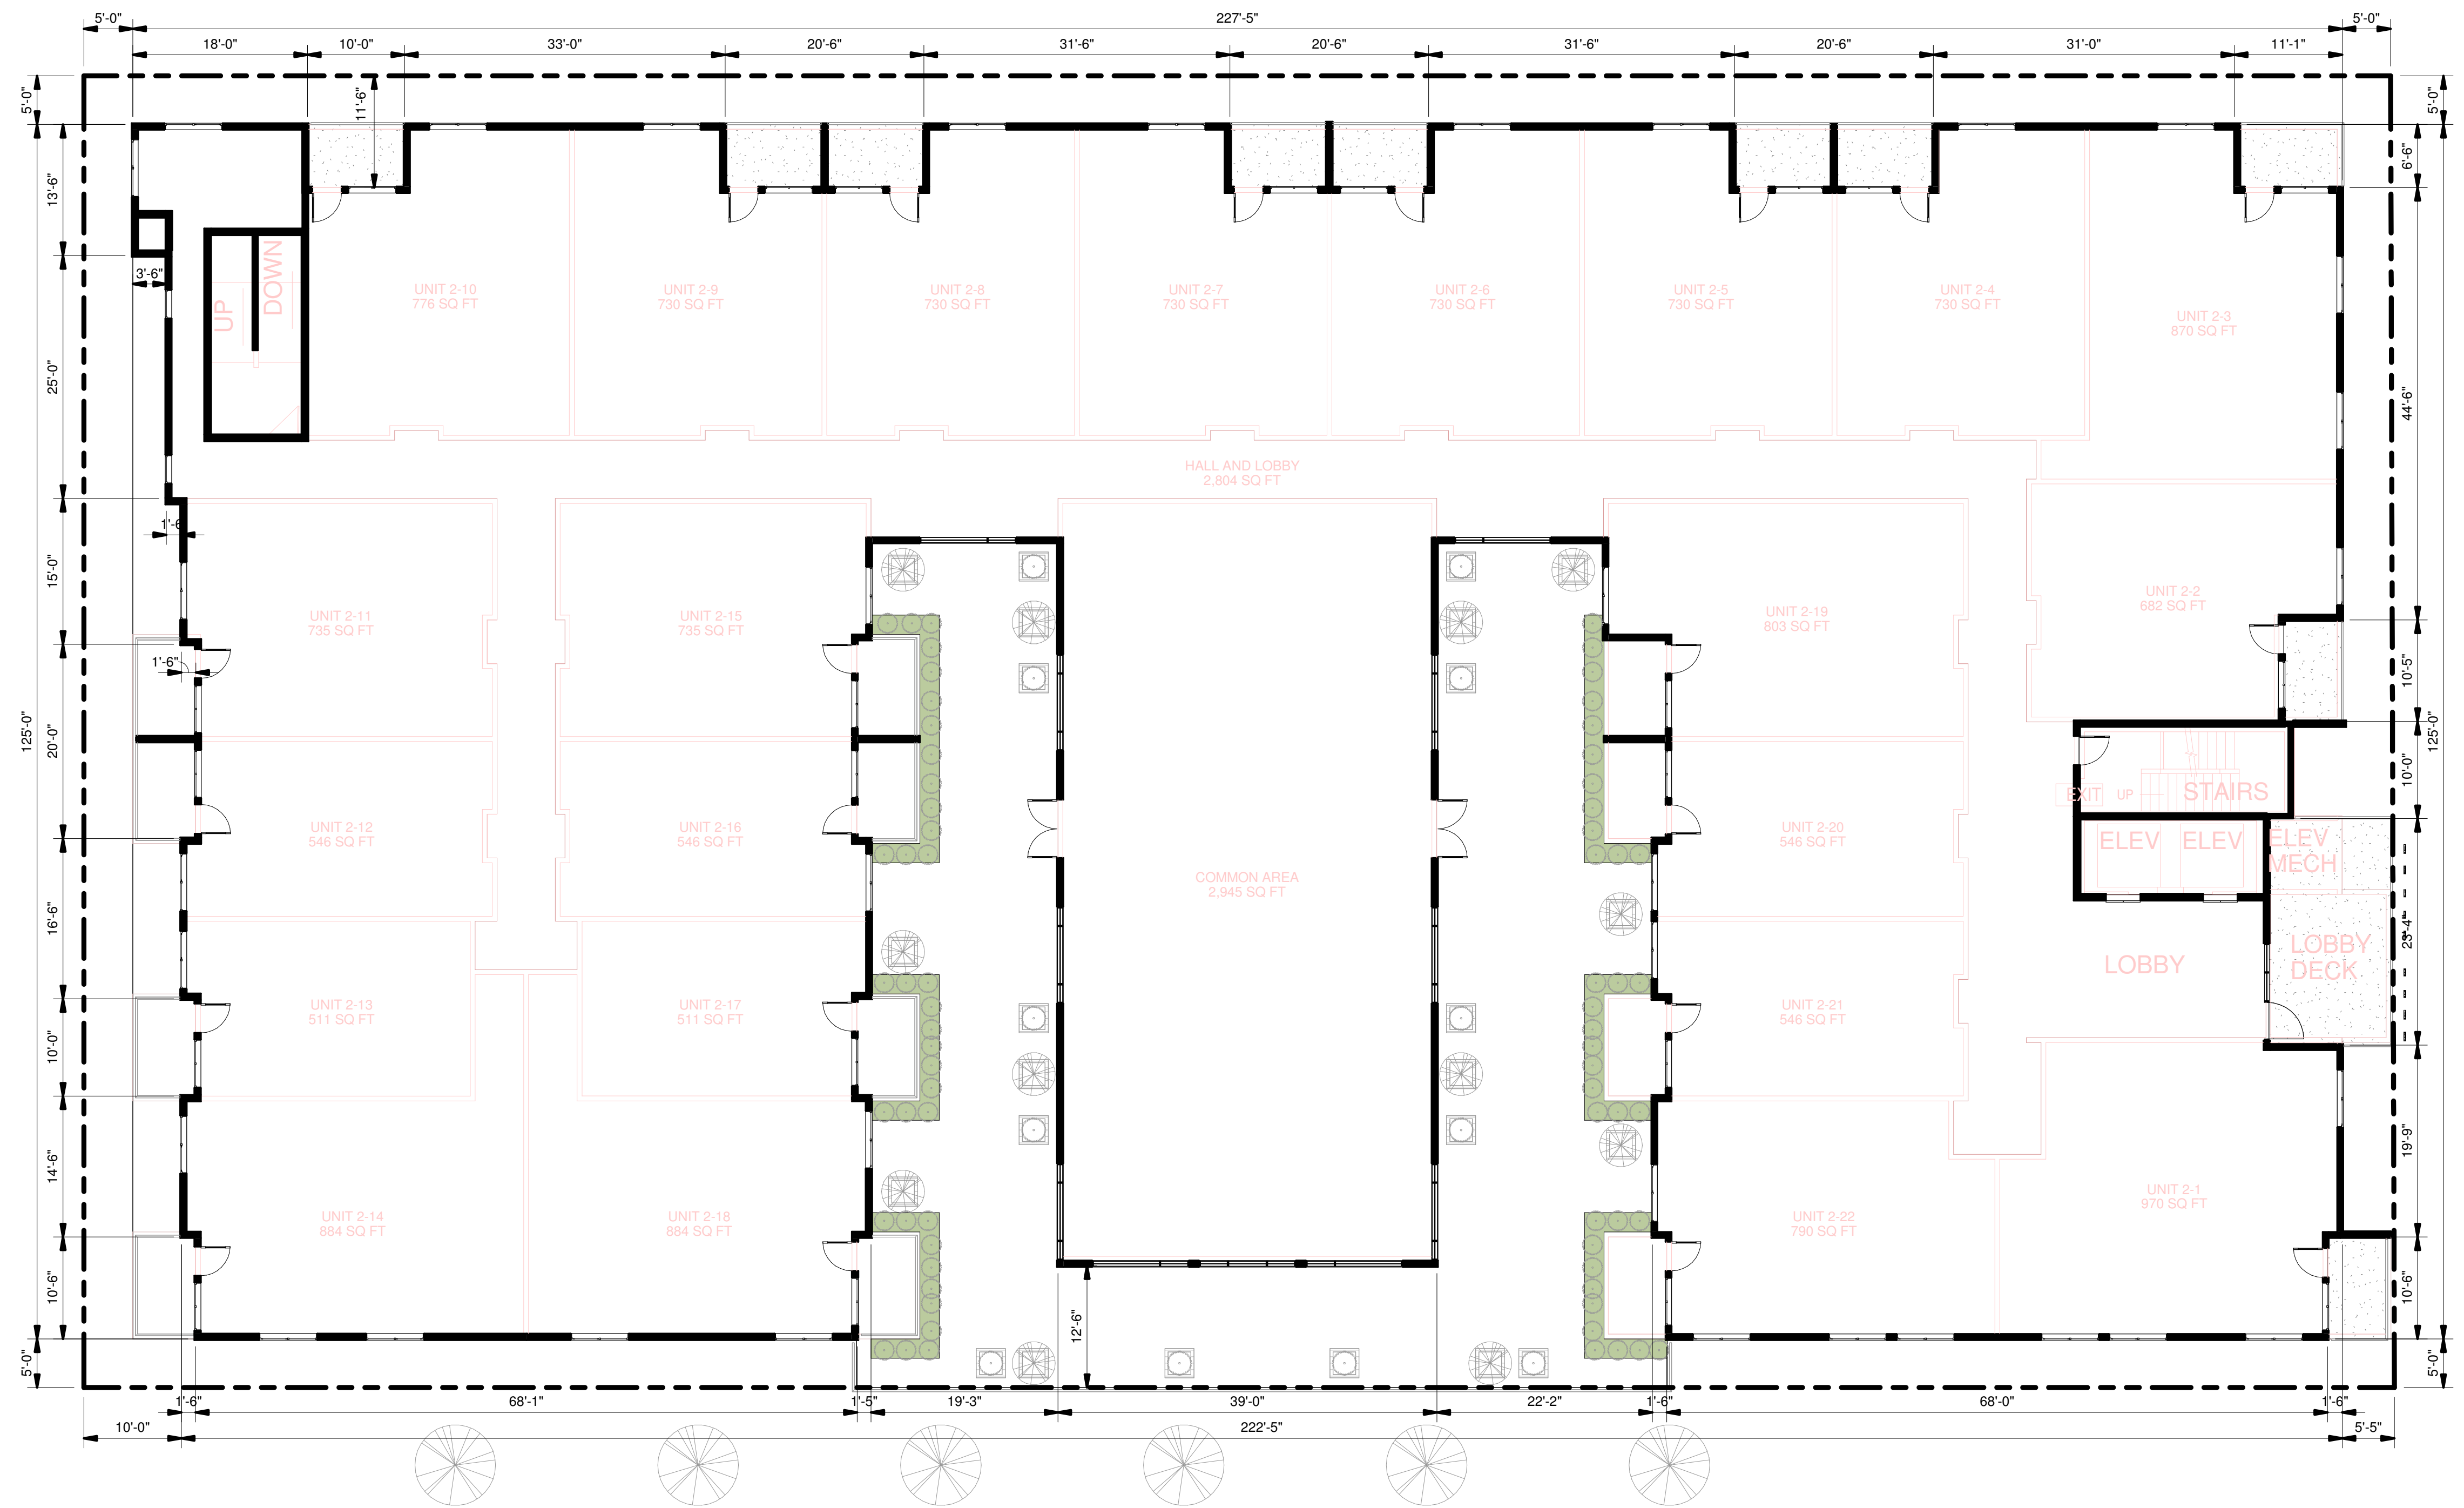 5'-0" 227'-5" 5'-0"
18'-0" 10'-0" 33'-0" 20'-6" 31'-6" 20'-6" 31'-6" 20'-6" 31'-0" 11'-1"
5'-0"
11'-6"
5'-0"
13'-6"
6'-6"
3'-6"
DOWN
UP
UNIT 2-10
776 SQ FT
UNIT 2-9
730 SQ FT
UNIT 2-8
730 SQ FT
UNIT 2-7
730 SQ FT
UNIT 2-6
730 SQ FT
UNIT 2-5
730 SQ FT
UNIT 2-4
730 SQ FT
UNIT 2-3
870 SQ FT
25'-0"
44'-6"
HALL AND LOBBY
2,804 SQ FT
1'-6"
15'-0"
UNIT 2-11
735 SQ FT
UNIT 2-15
735 SQ FT
UNIT 2-19
803 SQ FT
UNIT 2-2
682 SQ FT
1'-6"
10'-5"
125'-0"
20'-0"
125'-0"
10'-0"
EXIT
UP
STAIRS
UNIT 2-12
546 SQ FT
UNIT 2-16
546 SQ FT
UNIT 2-20
546 SQ FT
ELEV
ELEV
ELEV
MECH
COMMON AREA
2,945 SQ FT
16'-6"
23'-4"
LOBBY
LOBBY
DECK
UNIT 2-13
511 SQ FT
UNIT 2-17
511 SQ FT
UNIT 2-21
546 SQ FT
10'-0"
14'-6"
19'-9"
UNIT 2-14
884 SQ FT
UNIT 2-18
884 SQ FT
UNIT 2-22
790 SQ FT
UNIT 2-1
970 SQ FT
10'-6"
10'-6"
12'-6"
5'-0"
5'-0"
1'-6" 68'-1" 1'-5" 19'-3" 39'-0" 22'-2" 1'-6" 68'-0" 1'-6"
10'-0" 222'-5" 5'-5"